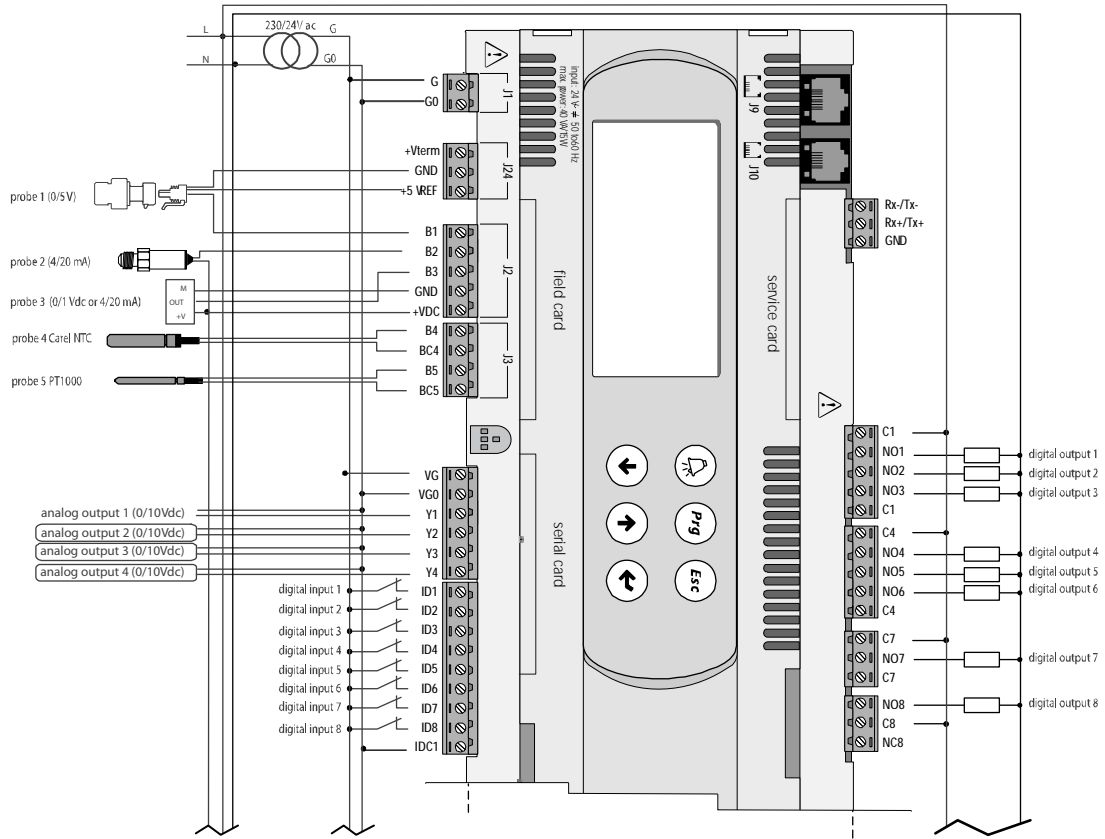 L
230/24V ac
G
N
G0
G
G0
J1
input: 24 V 50 to60 Hz
max. power: 40 VA/15W
J9
J10
+Vterm
GND
+5 VREF
J24
probe 1 (0/5V)
B1
B2
B3
GND
+VDC
J2
probe 2 (4/20 mA)
M
OUT
+V
probe 3 (0/1 Vdc or 4/20 mA)
B4
BC4
B5
BC5
J3
probe 4 Carel NTC
probe 5 PT1000
field card
service card
serial card
Prg
Esc
VG
VG0
Y1
Y2
Y3
Y4
analog output 1 (0/10Vdc)
analog output 2 (0/10Vdc)
analog output 3 (0/10Vdc)
analog output 4 (0/10Vdc)
digital input 1 ID1
digital input 2 ID2
digital input 3 ID3
digital input 4 ID4
digital input 5 ID5
digital input 6 ID6
digital input 7 ID7
digital input 8 ID8
IDC1
Rx-/Tx-
Rx+/Tx+
GND
C1
NO1 digital output 1
NO2 digital output 2
NO3 digital output 3
C1
C4
NO4 digital output 4
NO5 digital output 5
NO6 digital output 6
C4
C7
NO7 digital output 7
C7
NO8 digital output 8
C8
NC8